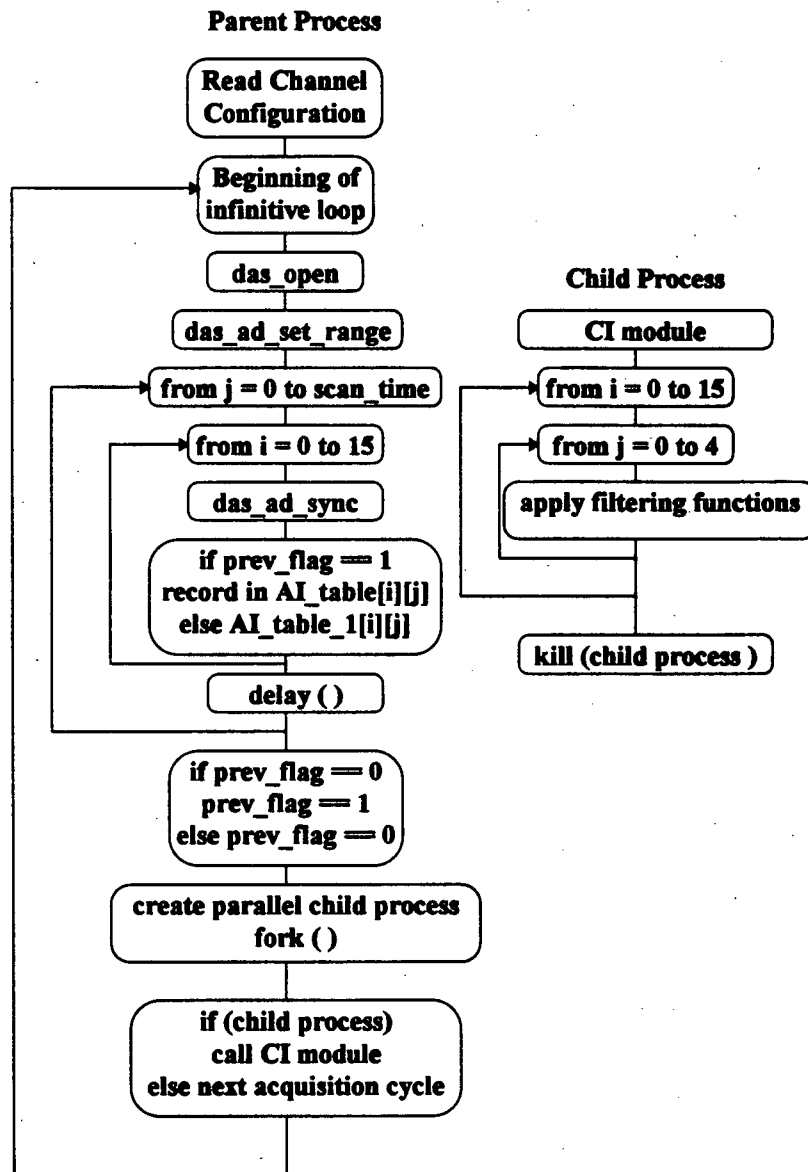 Parent Process
Read Channel
Configuration
Beginning of
infinitive loop
das_open
das_ad_set_range
from j = 0 to scan_time
from i = 0 to 15
das_ad_sync
if prev_flag == 1
record in AI_table[i][j]
else AI_table_1[i][j]
delay ( )
if prev_flag == 0
prev_flag == 1
else prev_flag == 0
create parallel child process
fork ( )
if (child process)
call CI module
else next acquisition cycle
Child Process
CI module
from i = 0 to 15
from j = 0 to 4
apply filtering functions
kill (child process )